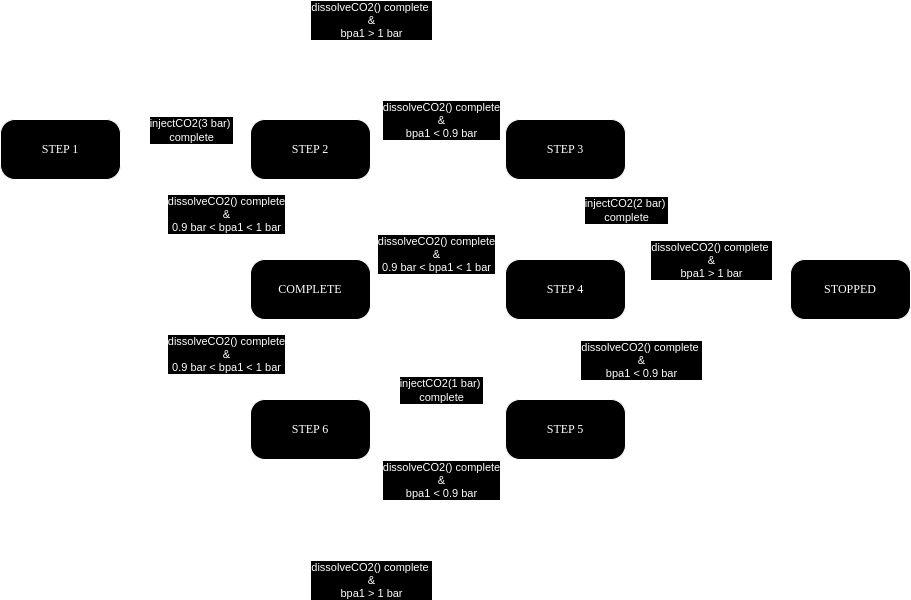 dissolveCO2() complete
&
bpa1 > 1 bar
dissolveCO2() complete
&
bpa1 < 0.9 bar
injectCO2(3 bar)
complete
STEP 1
STEP 2
STEP 3
dissolveCO2() complete
&
0.9 bar < bpa1 < 1 bar
injectCO2(2 bar)
complete
dissolveCO2() complete
&
0.9 bar < bpa1 < 1 bar
dissolveCO2() complete
&
bpa1 > 1 bar
COMPLETE
STEP 4
STOPPED
dissolveCO2() complete
&
0.9 bar < bpa1 < 1 bar
dissolveCO2() complete
&
bpa1 < 0.9 bar
injectCO2(1 bar)
complete
STEP 6
STEP 5
dissolveCO2() complete
&
bpa1 < 0.9 bar
dissolveCO2() complete
&
bpa1 > 1 bar